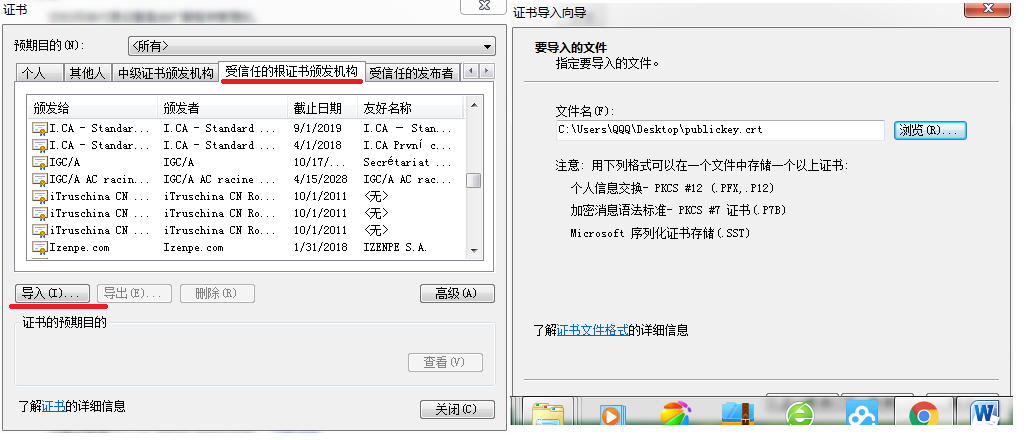 证书
预期目的(N):
<所有>
个人
其他人
中级证书颁发机构
受信任的根证书颁发机构
受信任的发布者
颁发给 颁发者 截止日期 友好名称
I.CA - Standar... I.CA - Standard ... 9/1/2019 I.CA - Stan...
I.CA - Standar... I.CA - Standard ... 4/1/2018 I.CA První c...
IGC/A IGC/A 10/17/... Secrétariat ...
IGC/A AC racin... IGC/A AC racine ... 4/15/2028 IGC/A AC rac...
iTruschina CN ... iTruschina CN Ro... 10/1/2011 <无>
iTruschina CN ... iTruschina CN Ro... 10/1/2011 <无>
iTruschina CN ... iTruschina CN Ro... 10/1/2011 <无>
Izenpe.com Izenpe.com 1/31/2018 IZENPE S.A.
导入(I)...
导出(E)...
删除(R)
高级(A)
证书的预期目的
查看(V)
了解证书的详细信息
关闭(C)
证书导入向导
要导入的文件
指定要导入的文件。
文件名(F):
C:\Users\QQQ\Desktop\publickey.crt
浏览(R)...
注意: 用下列格式可以在一个文件中存储一个以上证书:
个人信息交换- PKCS #12 (.PFX,.P12)
加密消息语法标准- PKCS #7 证书(.P7B)
Microsoft 序列化证书存储(.SST)
了解证书文件格式的详细信息